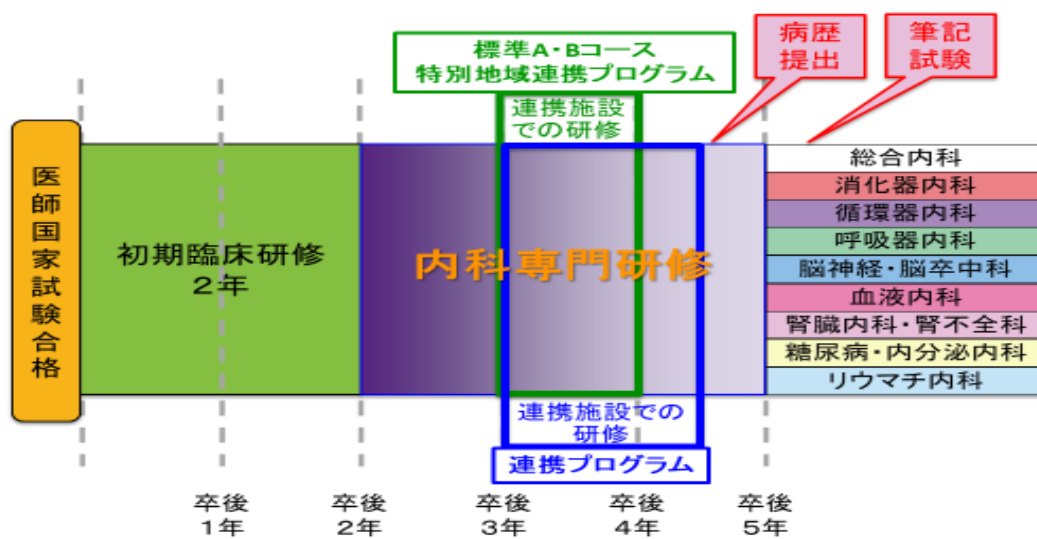 標準A・Bコース
特別地域連携プログラム
病歴
提出
筆記
試験
連携施設
での研修
医師国家試験合格
初期臨床研修
2年
内科専門研修
総合内科
消化器内科
循環器内科
呼吸器内科
脳神経・脳卒中科
血液内科
腎臓内科・腎不全科
糖尿病・内分泌内科
リウマチ内科
連携施設での
研修
連携プログラム
卒後
1年
卒後
2年
卒後
3年
卒後
4年
卒後
5年